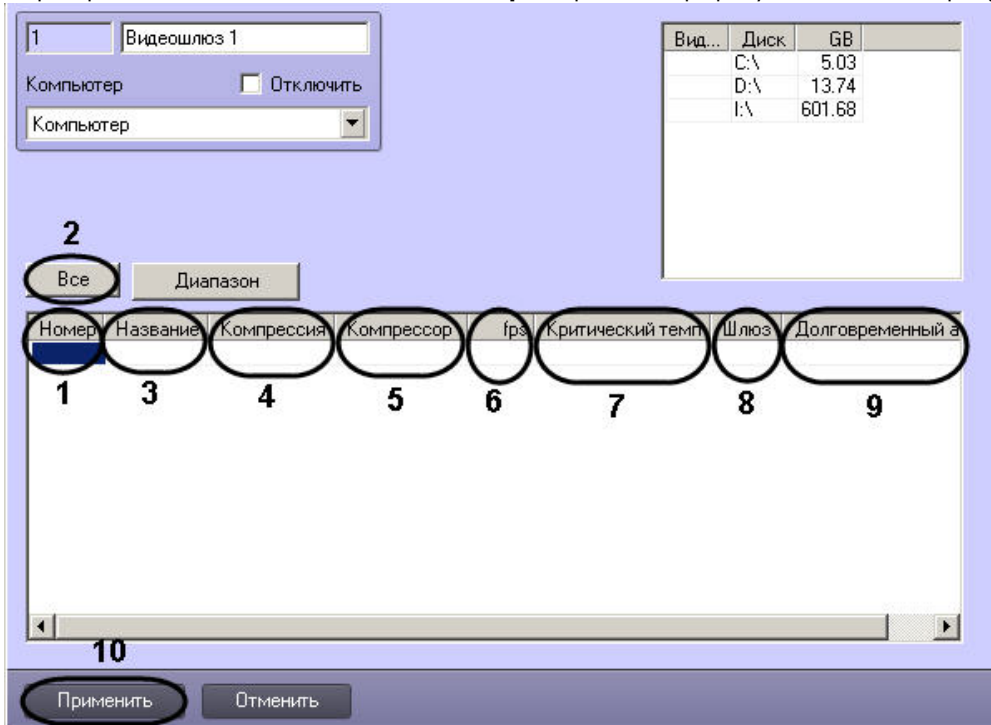 1 Видеошлюз 1
Компьютер Отключить
Компьютер
Вид... Диск GB
C:\ 5.03
D:\ 13.74
I:\ 601.68
2
Все Диапазон
Номер Название Компрессия Компрессор fps Критический темп Шлюз Долговременный а
1 3 4 5 6 7 8 9
10
Применить Отменить